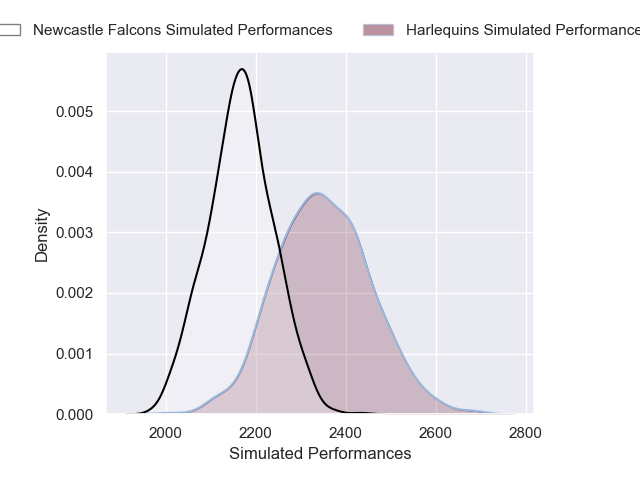 Newcastle Falcons Simulated Performances
Harlequins Simulated Performance
0.005
0.004
0.003
0.002
0.001
0.000
Density
2000 2200 2400 2600 2800
Simulated Performances